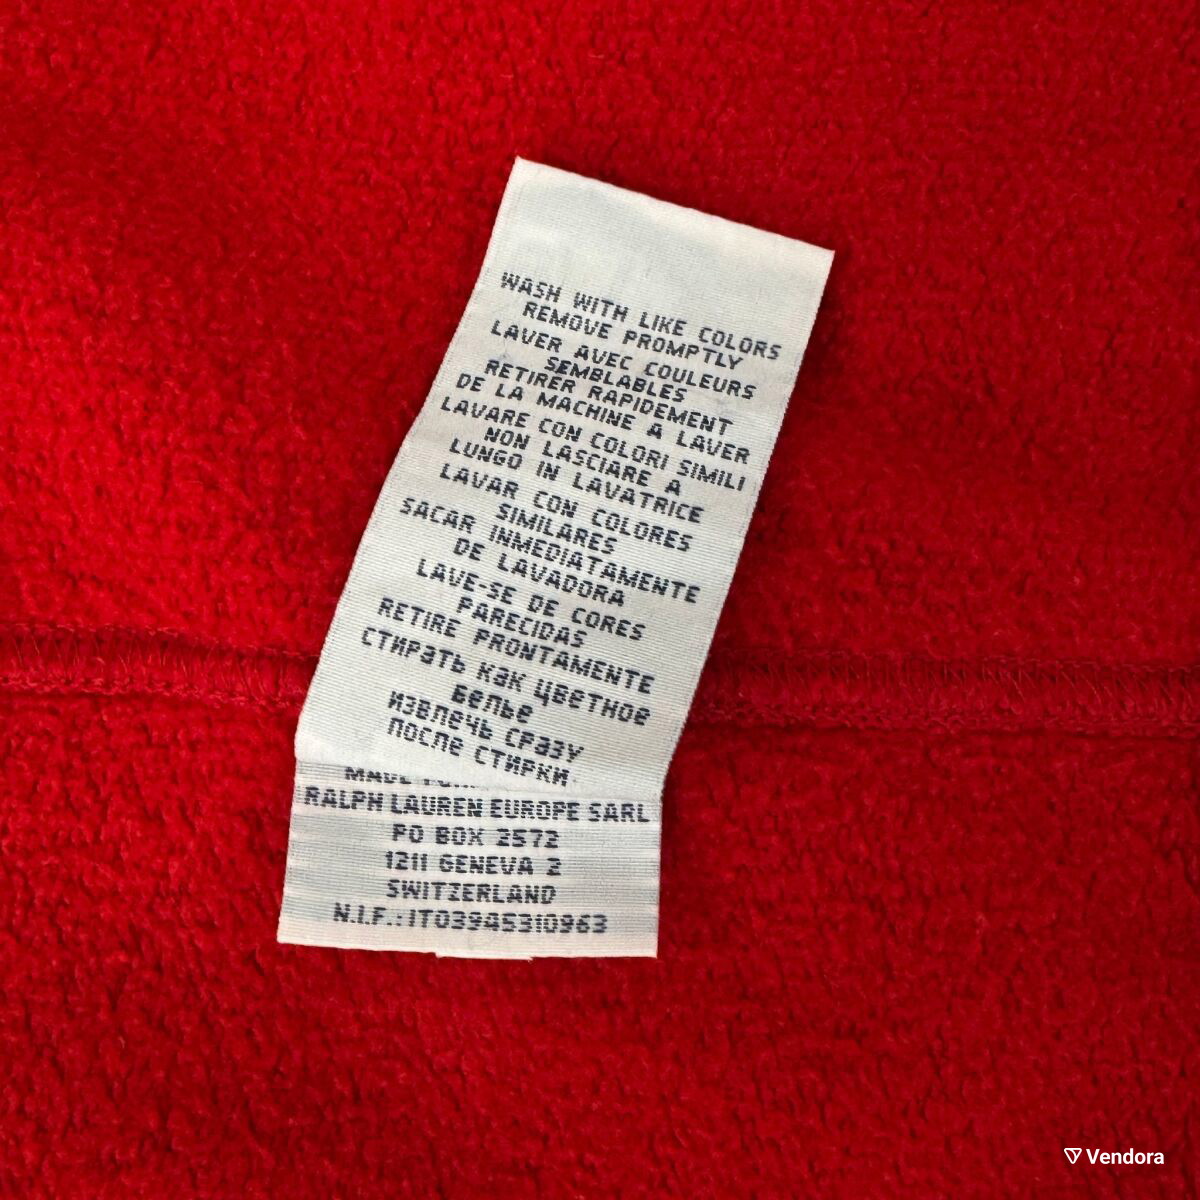 WASH WITH LIKE COLORS
REMOVE PROMPTLY
LAVER AVEC COULEURS
SEMBLABLES
RETIRER RAPIDEMENT
DE LA MACHINE A LAVER
LAVARE CON COLORI SIMILI
NON LASCIARE A
LUNGO IN LAVATRICE
LAVAR CON COLORES
SIMILARES
SACAR INMEDIATAMENTE
DE LAVADORA
LAVE-SE DE CORES
PARECIDAS
RETIRE PRONTAMENTE
СТИРАТЬ КАК ЦВЕТНОЕ
БЕЛЬЕ
ИЗВЛЕЧЬ СРАЗУ
ПОСЛЕ СТИРКИ
MADE FOR
RALPH LAUREN EUROPE SARL
PO BOX 2572
1211 GENEVA 2
SWITZERLAND
N.I.F.:IT03945310963
Vendora